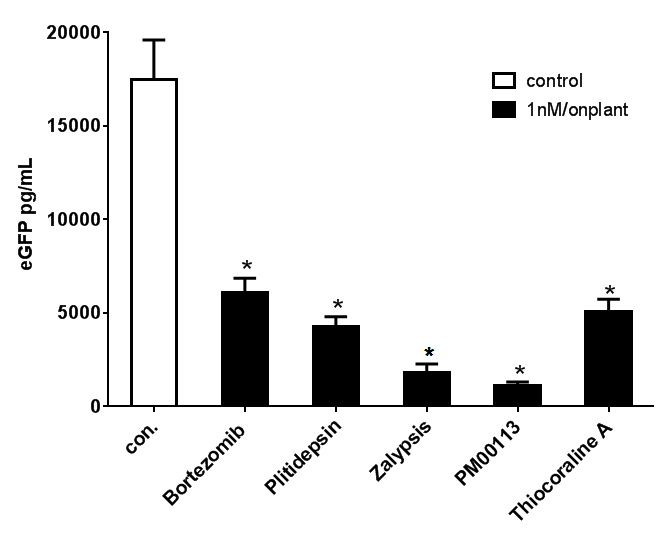 20000
15000
10000
5000
0
eGFP pg/mL
control
1nM/onplant
*
*
*
*
*
con.
Bortezomib
Plitidepsin
Zalypsis
PM00113
Thiocoraline A